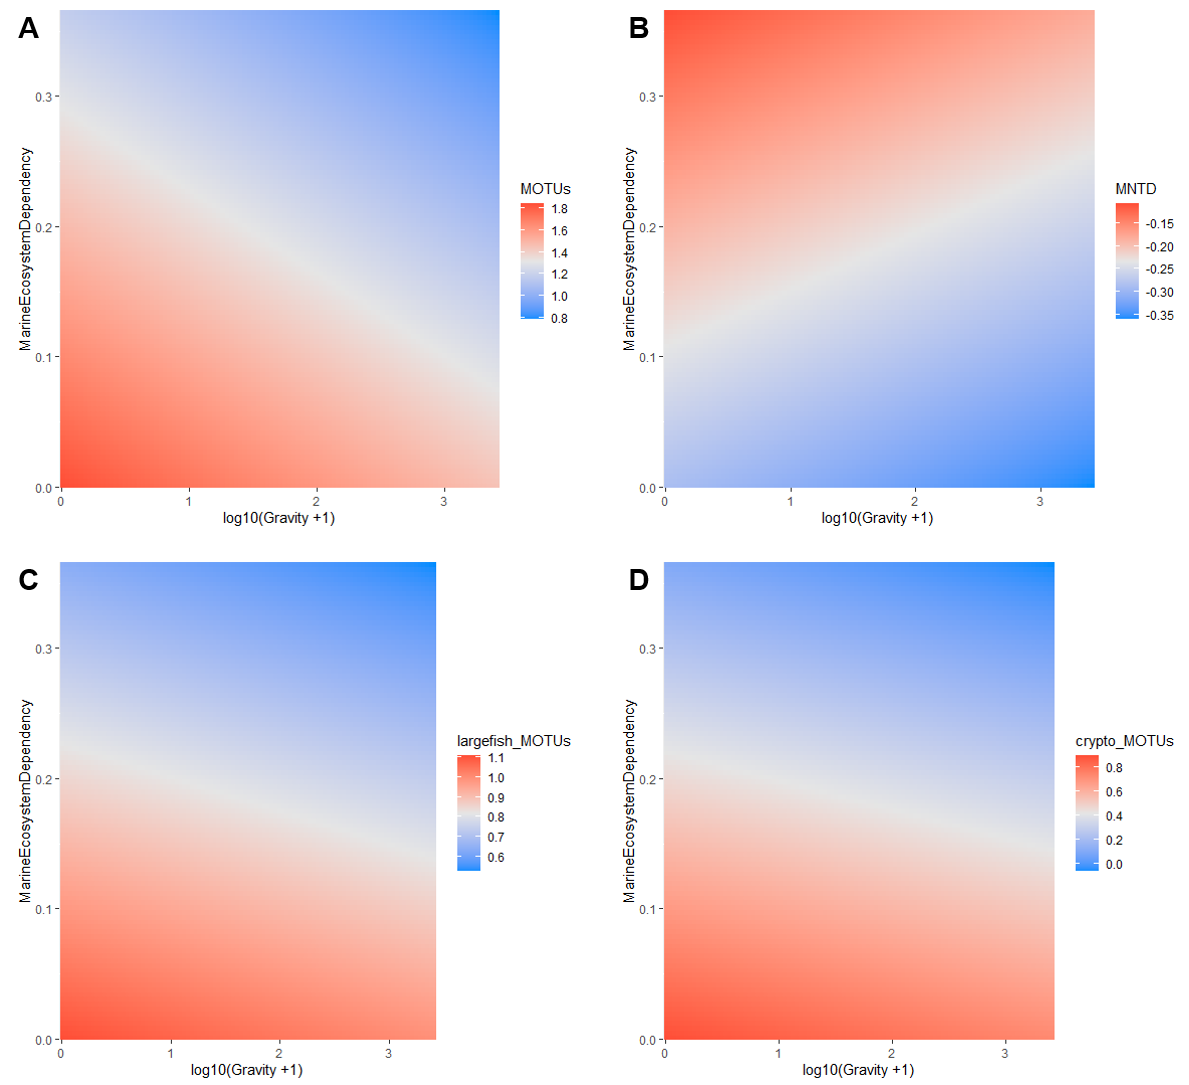 A
MarineEcosystemDependency
0.3
0.2
0.1
0.0
0 1 2 3
log10(Gravity +1)
MOTUs
1.8
1.6
1.4
1.2
1.0
0.8
B
MarineEcosystemDependency
0.3
0.2
0.1
0.0
0 1 2 3
log10(Gravity +1)
MNTD
-0.15
-0.20
-0.25
-0.30
-0.35
C
MarineEcosystemDependency
0.3
0.2
0.1
0.0
0 1 2 3
log10(Gravity +1)
largefish_MOTUs
1.1
1.0
0.9
0.8
0.7
0.6
D
MarineEcosystemDependency
0.3
0.2
0.1
0.0
0 1 2 3
log10(Gravity +1)
crypto_MOTUs
0.8
0.6
0.4
0.2
0.0